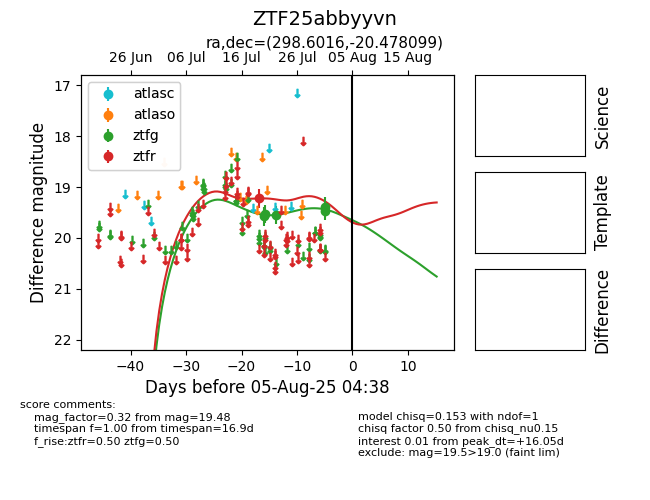 ZTF25abbyyvn
ra,dec=(298.6016,-20.478099)
26 Jun 06 Jul 16 Jul 26 Jul 05 Aug 15 Aug
atlasc
atlaso
ztfg
ztfr
17
18
19
20
21
22
Difference magnitude
−40 −30 −20 −10 0 10
Days before 05-Aug-25 04:38
Science
Template
Difference
score comments:
mag_factor=0.32 from mag=19.48
timespan f=1.00 from timespan=16.9d
f_rise:ztfr=0.50 ztfg=0.50
model chisq=0.153 with ndof=1
chisq factor 0.50 from chisq_nu0.15
interest 0.01 from peak_dt=+16.05d
exclude: mag=19.5>19.0 (faint lim)